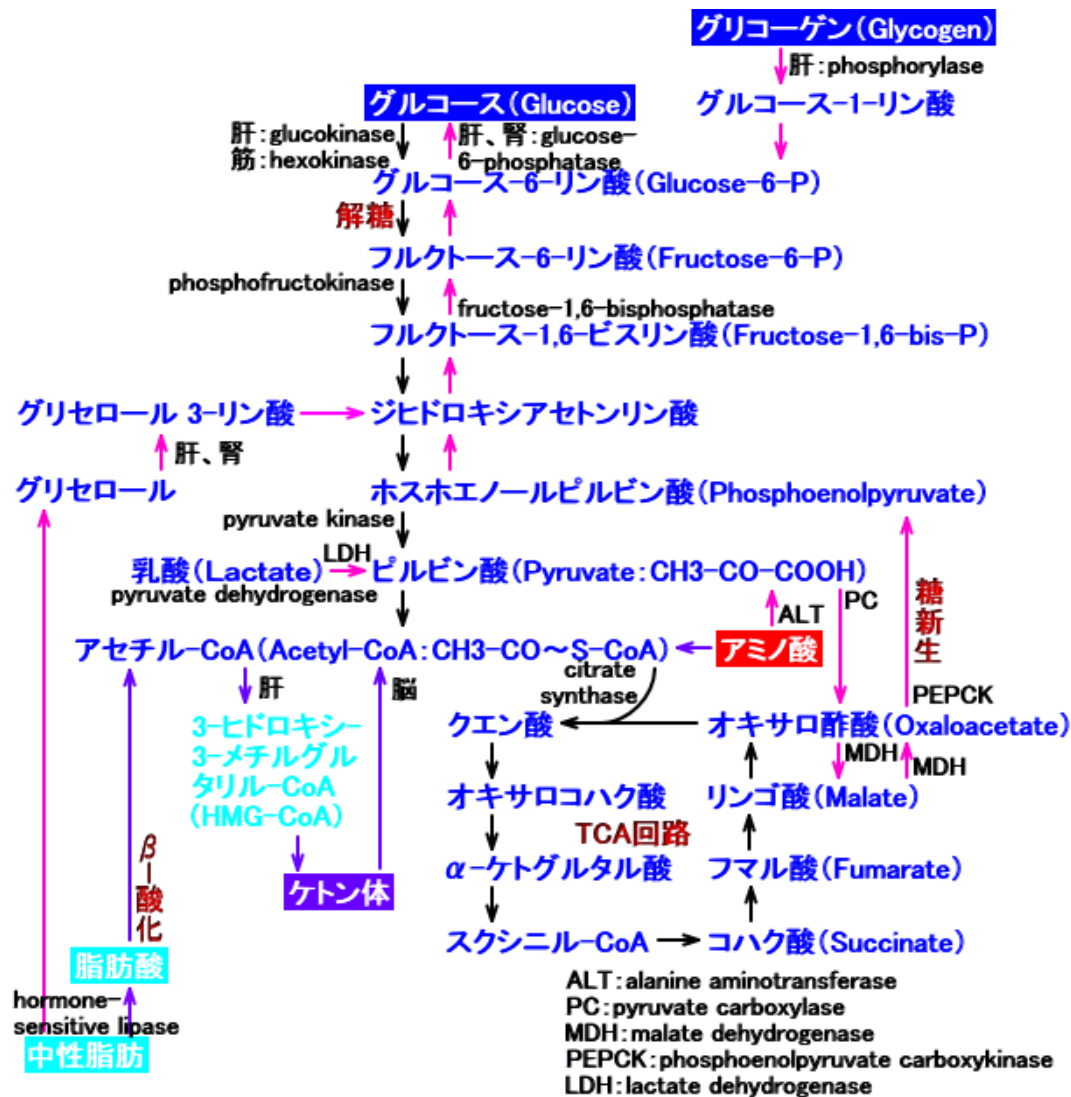 グリコーゲン(Glycogen)
肝:phosphorylase
グルコース(Glucose)
グルコース-1-リン酸
肝:glucokinase
筋:hexokinase
肝、腎:glucose-
6-phosphatase
グルコース-6-リン酸(Glucose-6-P)
解糖
フルクトース-6-リン酸(Fructose-6-P)
phosphofructokinase
fructose-1,6-bisphosphatase
フルクトース-1,6-ビスリン酸(Fructose-1,6-bis-P)
グリセロール 3-リン酸
ジヒドロキシアセトンリン酸
肝、腎
グリセロール
ホスホエノールピルビン酸(Phosphoenolpyruvate)
pyruvate kinase
LDH
乳酸(Lactate)
ピルビン酸(Pyruvate:CH3-CO-COOH)
pyruvate dehydrogenase
ALT
PC
糖新生
アセチル-CoA(Acetyl-CoA:CH3-CO~S-CoA)
アミノ酸
肝
脳
citrate
synthase
PEPCK
3-ヒドロキシ-
3-メチルグル
タリル-CoA
(HMG-CoA)
クエン酸
オキサロ酢酸(Oxaloacetate)
MDH
MDH
オキサロコハク酸
リンゴ酸(Malate)
TCA回路
α-ケトグルタル酸
フマル酸(Fumarate)
ケトン体
β-酸化
スクシニル-CoA
コハク酸(Succinate)
脂肪酸
hormone-
sensitive lipase
中性脂肪
ALT:alanine aminotransferase
PC:pyruvate carboxylase
MDH:malate dehydrogenase
PEPCK:phosphoenolpyruvate carboxykinase
LDH:lactate dehydrogenase